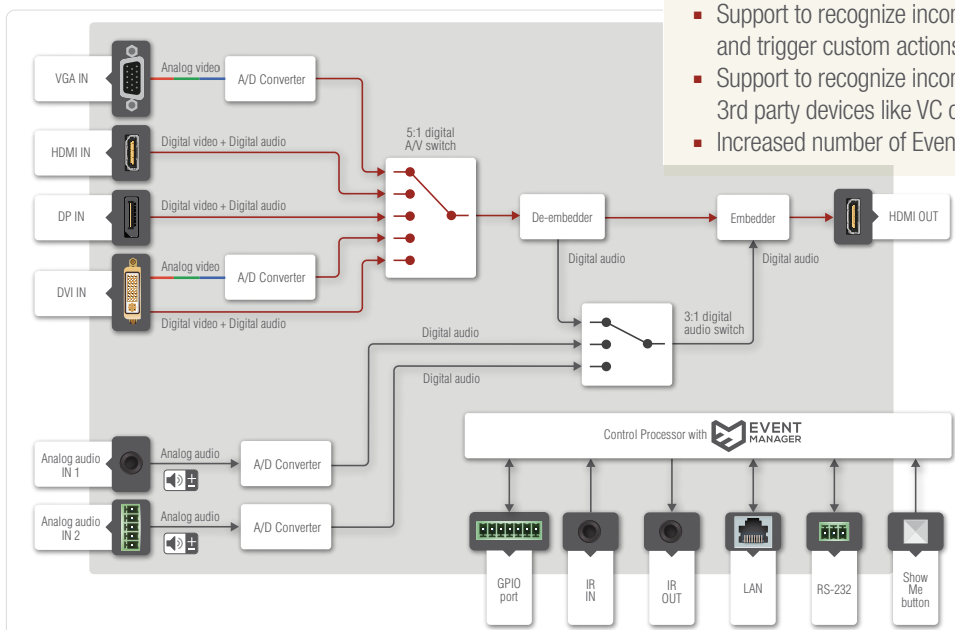 Support to recognize
and trigger custom actions
Support to recognize
3rd party devices like VC
Increased number of
VGA IN
Analog video
A/D Converter
5:1 digital
A/V switch
HDMI IN
Digital video + Digital audio
DP IN
Digital video + Digital audio
De-embedder
Embedder
HDMI OUT
Analog video
A/D Converter
Digital audio
Digital audio
DVI IN
Digital video + Digital audio
3:1 digital
audio switch
Digital audio
Digital audio
Control Processor with
EVENT
MANAGER
Analog audio
IN 1
Analog audio
A/D Converter
Analog audio
IN 2
Analog audio
A/D Converter
GPIO
port
IR
IN
IR
OUT
LAN
RS-232
Show
Me
button